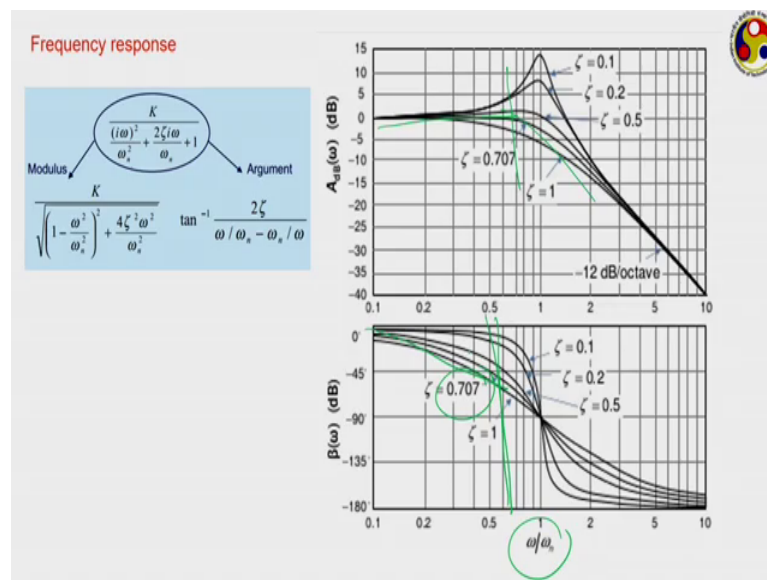 Frequency response
K
(iω)² / ωₙ² + 2ζiω / ωₙ + 1
Modulus
Argument
K
√((1 − ω² / ωₙ²)² + 4ζ²ω² / ωₙ²)
tan⁻¹ 2ζ / (ω/ωₙ − ωₙ/ω)
A_dB(ω) (dB)
15
10
5
0
−5
−10
−15
−20
−25
−30
−35
−40
ζ = 0.1
ζ = 0.2
ζ = 0.5
ζ = 0.707
ζ = 1
−12 dB/octave
0.1 0.2 0.5 1 2 5 10
β(ω) (dB)
0°
−45°
−90°
−135°
−180°
ζ = 0.1
ζ = 0.2
ζ = 0.707
ζ = 0.5
ζ = 1
0.1 0.2 0.5 1 2 5 10
ω/ωₙ